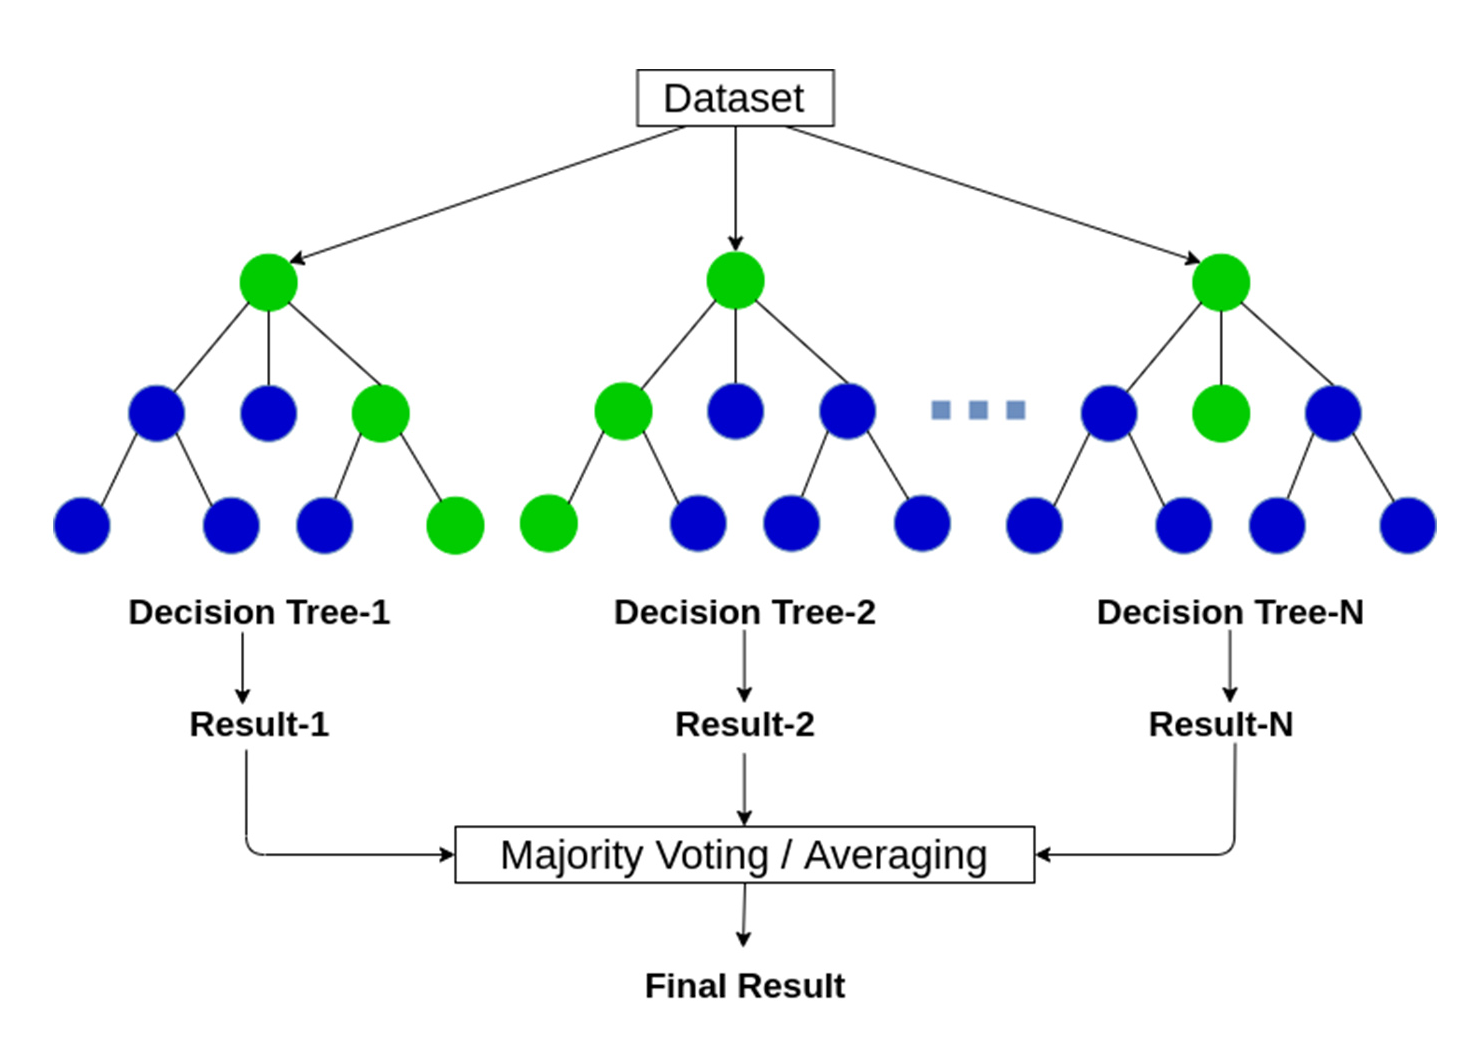 Dataset
Decision Tree-1
Decision Tree-2
Decision Tree-N
Result-1
Result-2
Result-N
Majority Voting / Averaging
Final Result